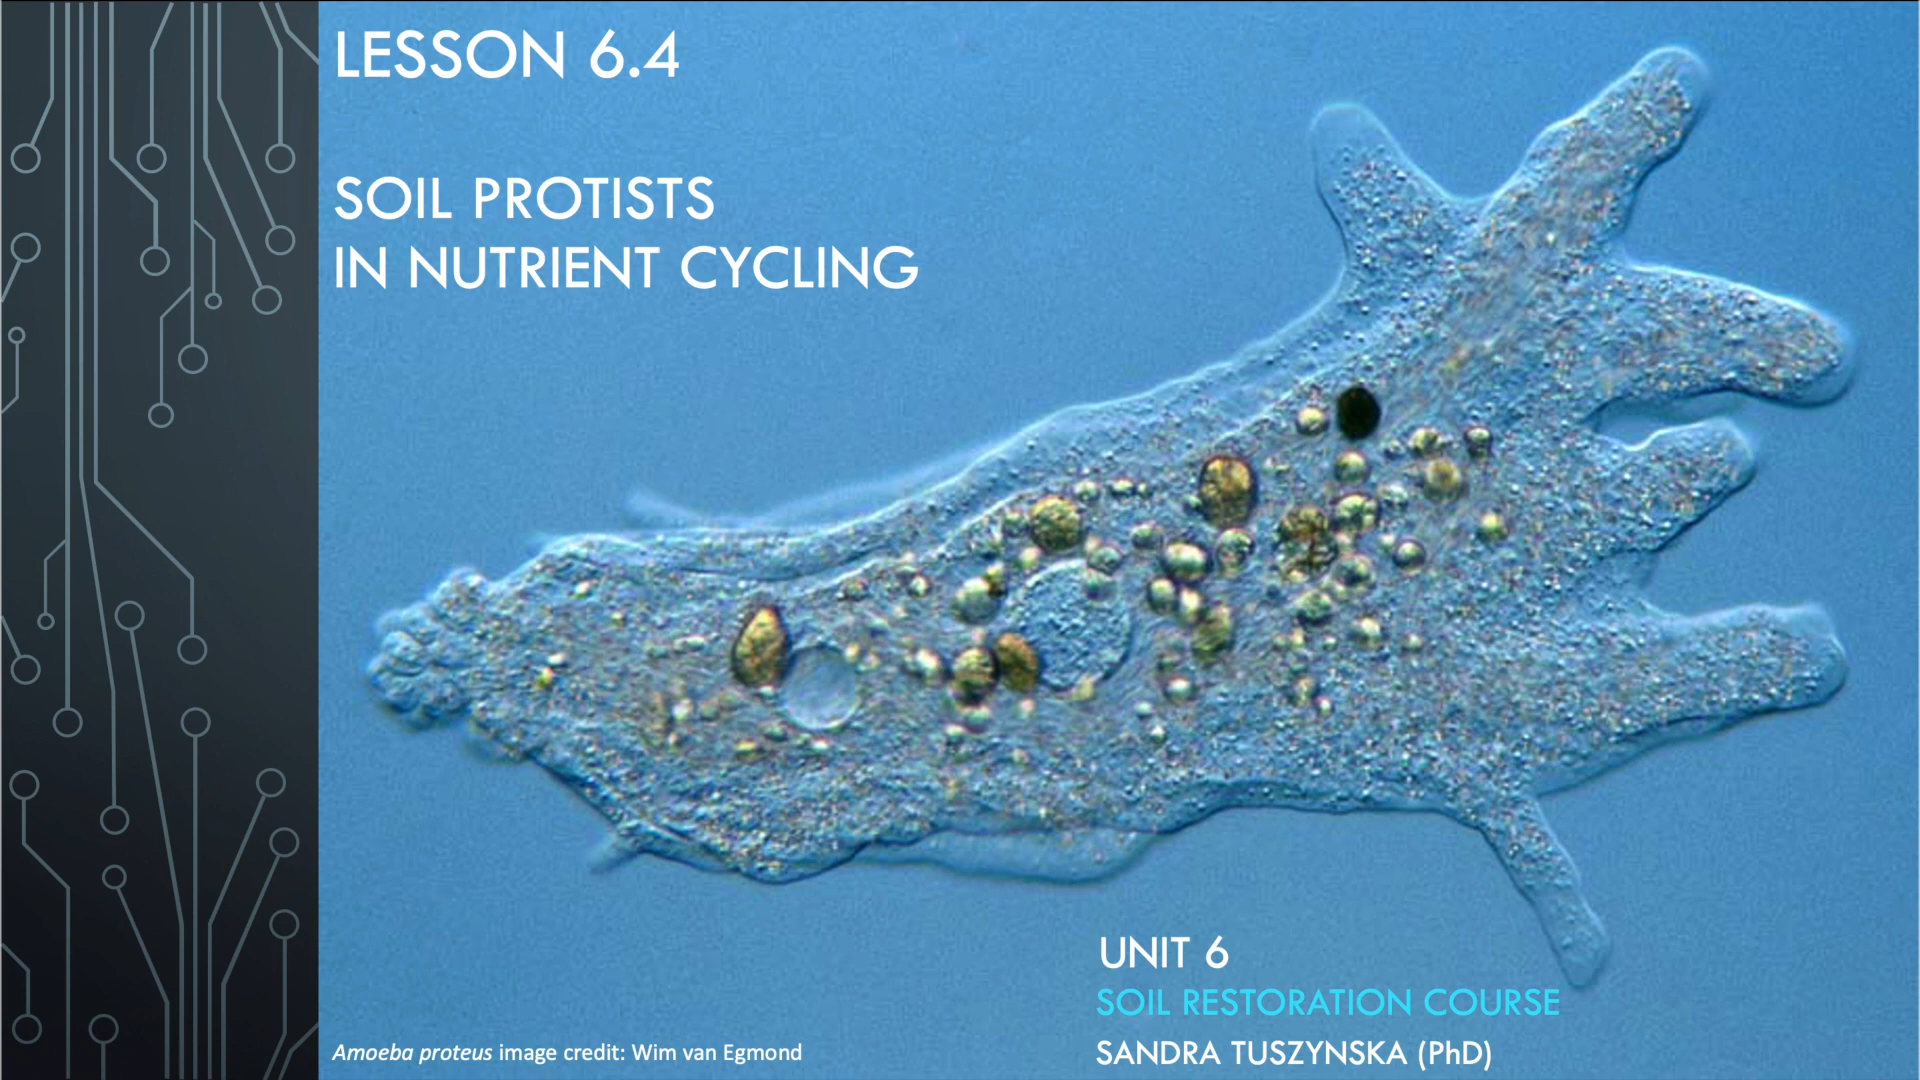 LESSON 6.4
SOIL PROTISTS
IN NUTRIENT CYCLING
UNIT 6
SOIL RESTORATION COURSE
SANDRA TUSZYNSKA (PhD)
Amoeba proteus image credit: Wim van Egmond